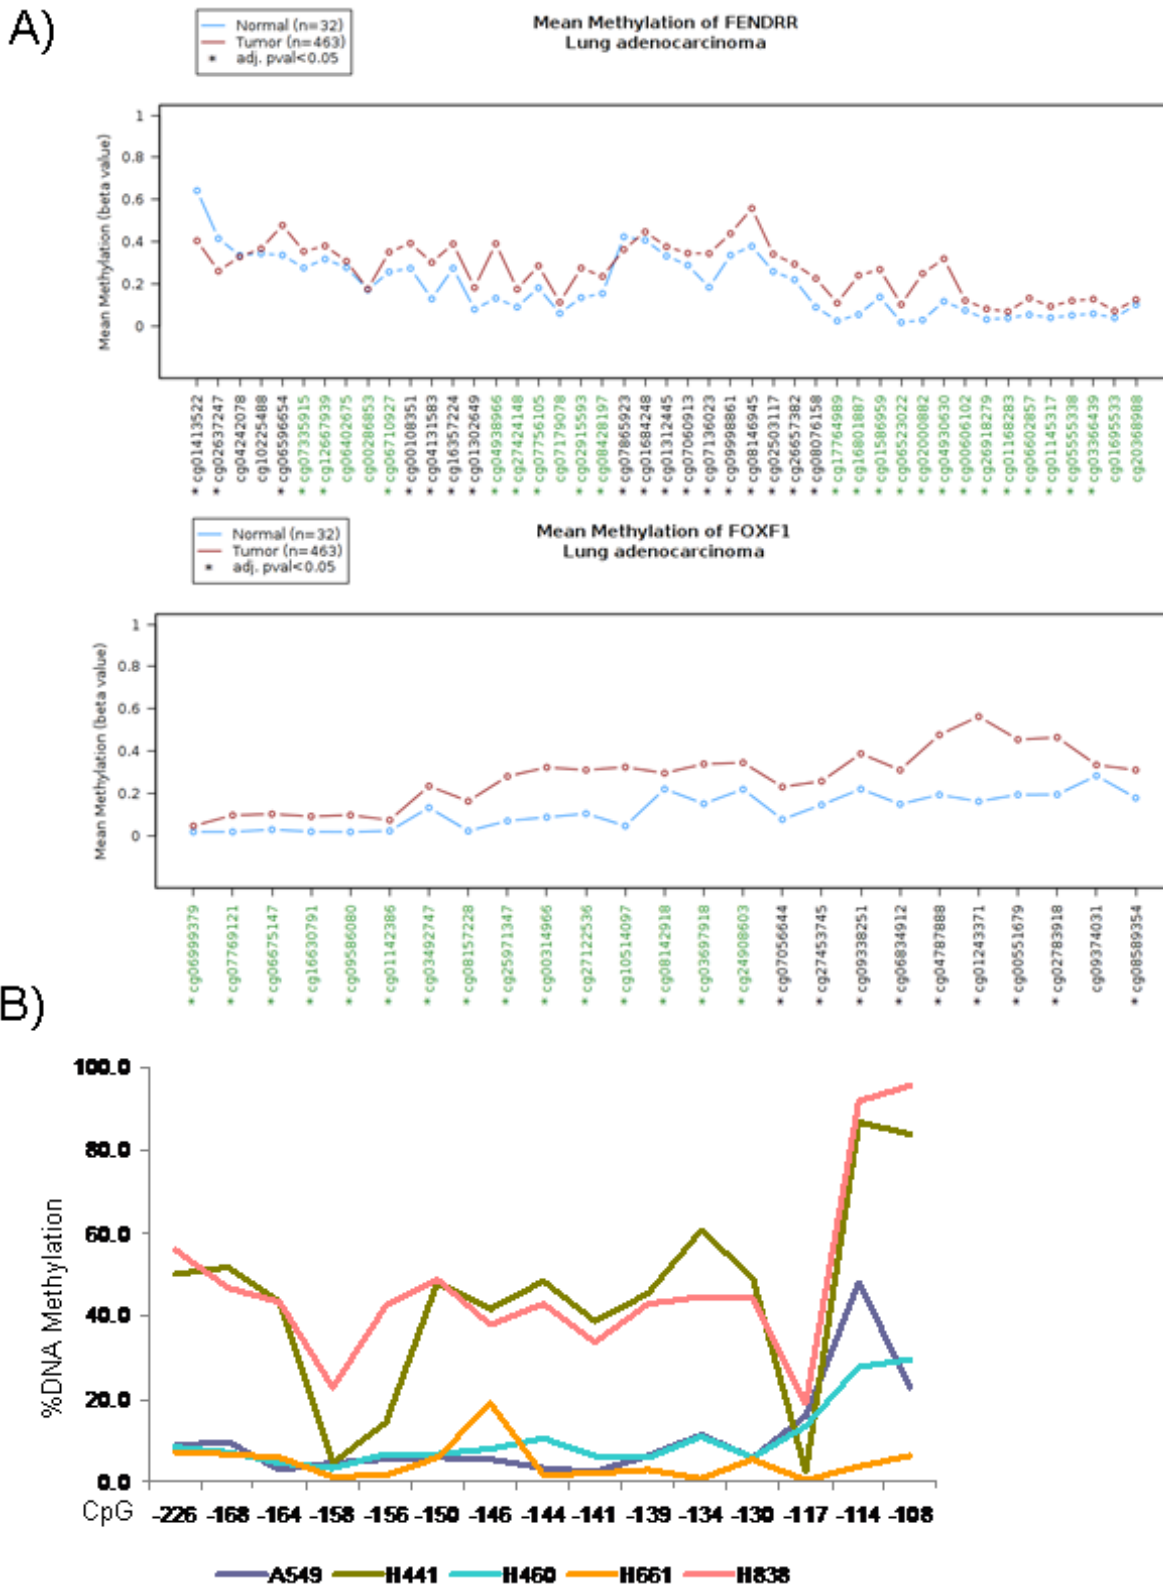 A)
Normal (n=32)
Tumor (n=463)
* adj. pval<0.05
Mean Methylation of FENDRR
Lung adenocarcinoma
Mean Methylation (beta value)
1
0.8
0.6
0.4
0.2
0
* cg01413522
* cg02637247
cg04242078
cg10225488
* cg06596654
* cg07335915
* cg12667939
cg06402675
cg00286853
* cg06710927
* cg00108351
* cg04131583
* cg16357224
* cg01302649
* cg04938966
* cg27424148
* cg07756105
cg07179078
* cg02915593
* cg08428197
* cg07865923
* cg01684248
* cg01312445
* cg07060913
* cg07136023
* cg09998861
* cg08146945
* cg02503117
* cg26657382
* cg08076158
* cg17764989
* cg16801887
* cg01586959
* cg06523022
* cg02000882
* cg04930630
* cg00606102
* cg26918279
* cg01168283
* cg06602857
* cg01145317
* cg05555338
* cg03366439
cg01695533
cg20368988
Normal (n=32)
Tumor (n=463)
* adj. pval<0.05
Mean Methylation of FOXF1
Lung adenocarcinoma
Mean Methylation (beta value)
1
0.8
0.6
0.4
0.2
0
* cg06999379
* cg07769121
* cg06675147
* cg16630791
* cg09586080
* cg01142386
* cg03492747
* cg08157228
* cg25971347
* cg00314966
* cg27122536
* cg10514097
* cg08142918
* cg03697918
* cg24908603
* cg07056644
* cg27453745
* cg09338251
* cg06834912
* cg04787888
* cg01243371
* cg00551679
* cg02783918
cg09374031
* cg08589354
B)
%DNA Methylation
100.0
80.0
60.0
40.0
20.0
0.0
CpG -226 -168 -164 -158 -156 -150 -146 -144 -141 -139 -134 -130 -117 -114 -108
A549 H441 H460 H661 H838